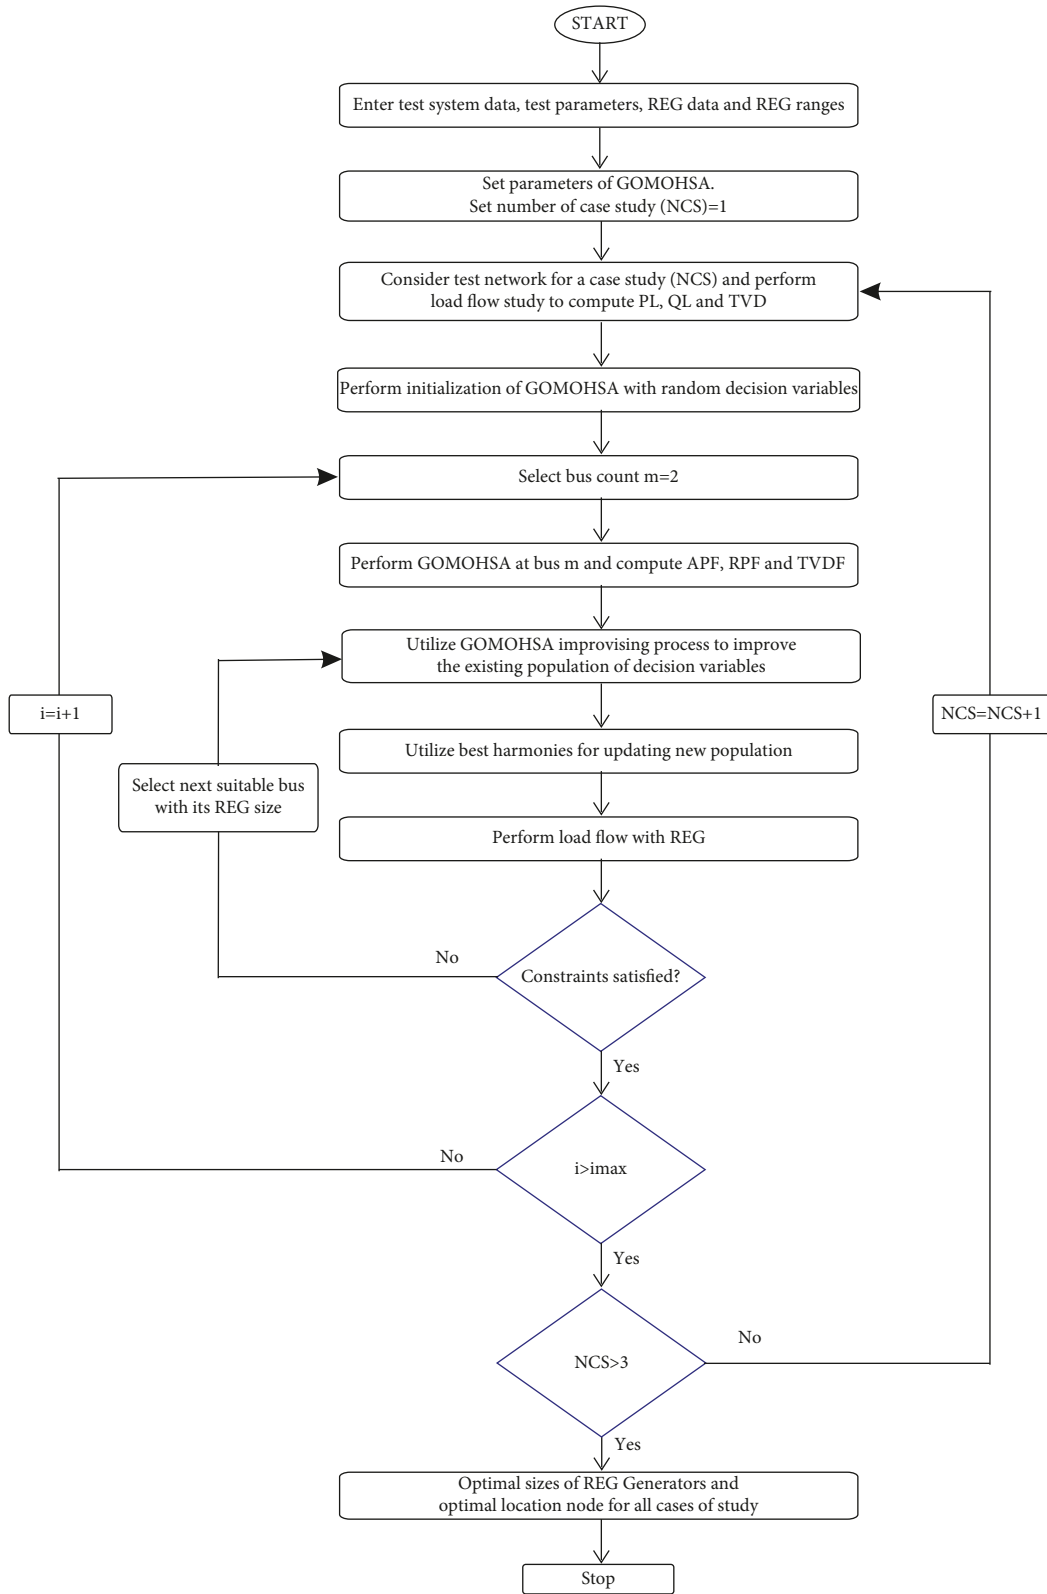 START
Enter test system data, test parameters, REG data and REG ranges
Set parameters of GOMOHSA.
Set number of case study (NCS)=1
Consider test network for a case study (NCS) and perform
load flow study to compute PL, QL and TVD
Perform initialization of GOMOHSA with random decision variables
Select bus count m=2
Perform GOMOHSA at bus m and compute APF, RPF and TVDF
Utilize GOMOHSA improvising process to improve
the existing population of decision variables
i=i+1
NCS=NCS+1
Utilize best harmonies for updating new population
Select next suitable bus
with its REG size
Perform load flow with REG
No
Constraints satisfied?
Yes
No
i>imax
Yes
No
NCS>3
Yes
Optimal sizes of REG Generators and
optimal location node for all cases of study
Stop